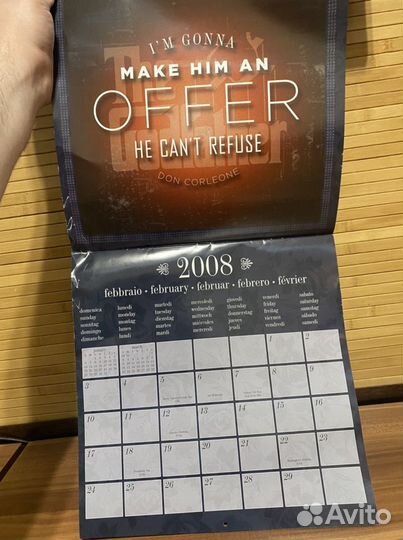 I'M GONNA
MAKE HIM AN
OFFER
HE CAN'T REFUSE
DON CORLEONE
2008
febbraio • february • februar • febrero • février
domenica lunedì martedì mercoledì giovedì venerdì sabato
sunday monday tuesday wednesday thursday friday saturday
sonntag montag dienstag mittwoch donnerstag freitag samstag
domingo lunes martes miércoles jueves viernes sábado
dimanche lundi mardi mercredi jeudi vendredi samedi
1 2
3 4 5 6 7 8 9
10 11 12 13 14 15 16
17 18 19 20 21 22 23
24 25 26 27 28 29
Avito